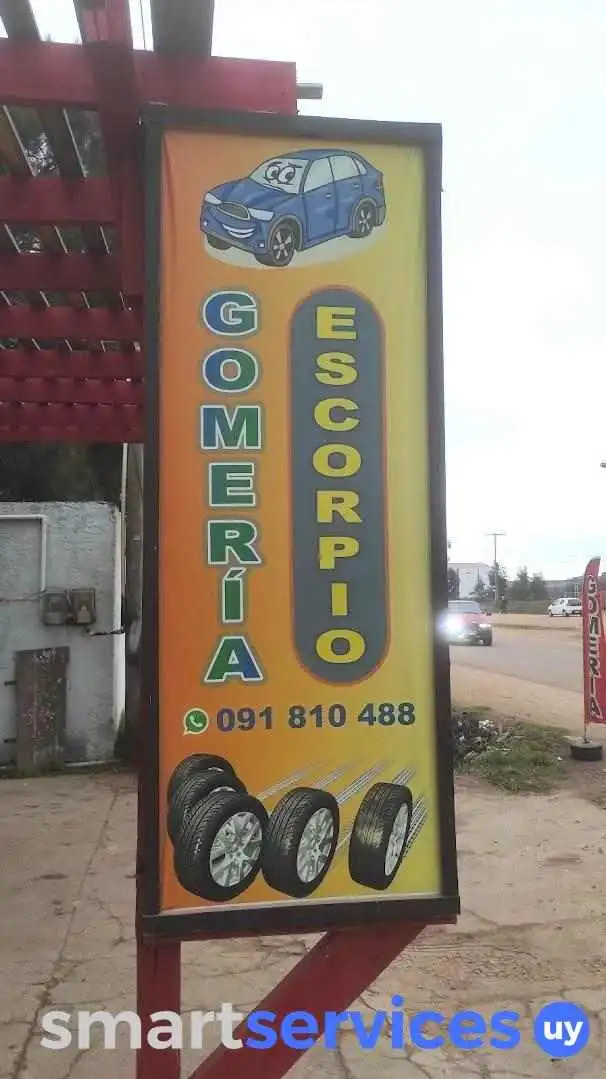 GOMERÍA
ESCORPIO
091 810 488
GOMERIA
smartservices uy